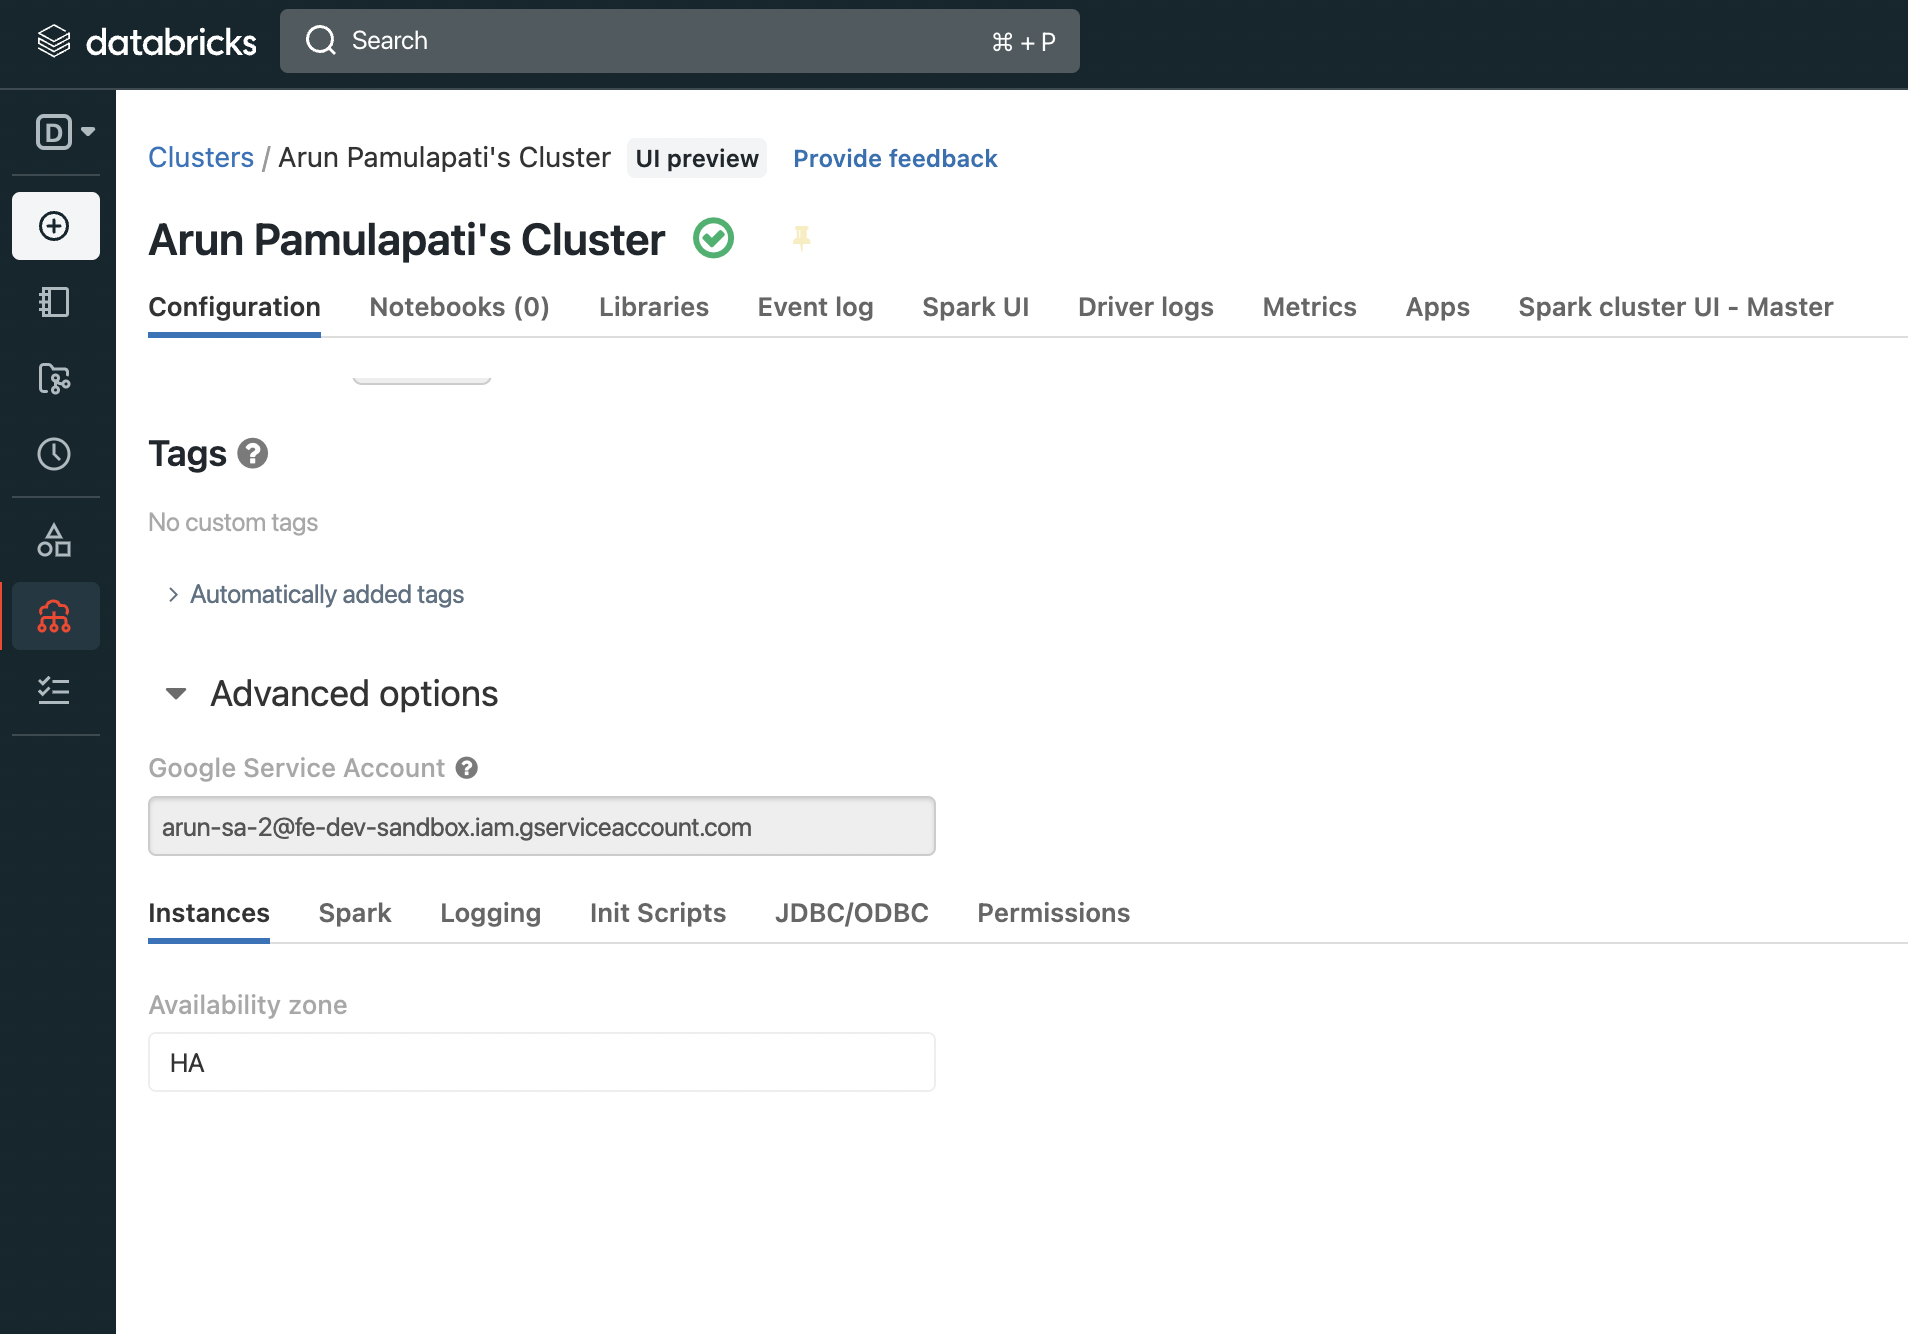 databricks
Search
⌘ + P
D
Clusters / Arun Pamulapati's Cluster UI preview Provide feedback
Arun Pamulapati's Cluster
Configuration Notebooks (0) Libraries Event log Spark UI Driver logs Metrics Apps Spark cluster UI - Master
Tags ?
No custom tags
Automatically added tags
Advanced options
Google Service Account ?
arun-sa-2@fe-dev-sandbox.iam.gserviceaccount.com
Instances Spark Logging Init Scripts JDBC/ODBC Permissions
Availability zone
HA